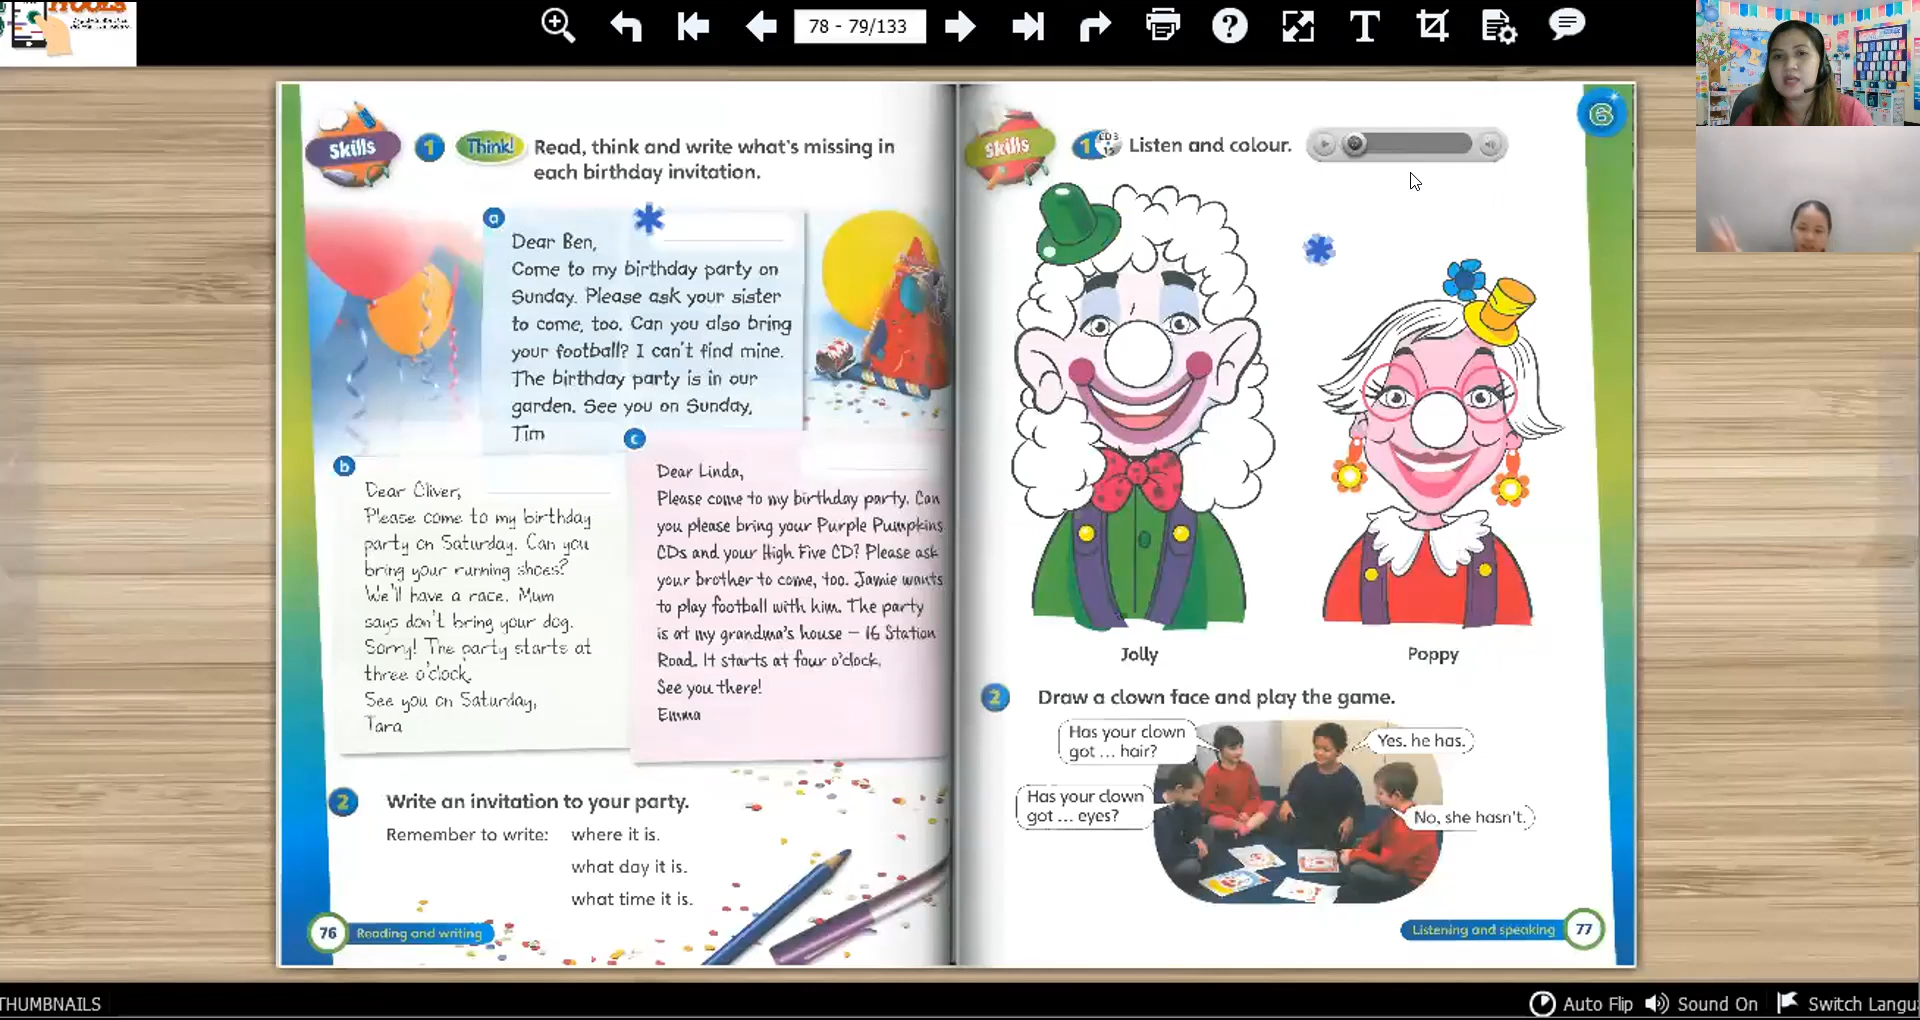 78 - 79/133
Skills
1
Think!
Read, think and write what's missing in
each birthday invitation.
a
Dear Ben,
Come to my birthday party on
Sunday. Please ask your sister
to come, too. Can you also bring
your football? I can't find mine.
The birthday party is in our
garden. See you on Sunday,
Tim
b
Dear Oliver,
Please come to my birthday
party on Saturday. Can you
bring your running shoes?
We'll have a race. Mum
says don't bring your dog.
Sorry! The party starts at
three o'clock.
See you on Saturday,
Tara
c
Dear Linda,
Please come to my birthday party. Can
you please bring your Purple Pumpkins
CDs and your High Five CD? Please ask
your brother to come, too. Jamie wants
to play football with him. The party
is at my grandma's house – 16 Station
Road. It starts at four o'clock.
See you there!
Emma
2
Write an invitation to your party.
Remember to write: where it is.
what day it is.
what time it is.
76
Reading and writing
6
Skills
1
CD3
Listen and colour.
Jolly
Poppy
2
Draw a clown face and play the game.
Has your clown
got ... hair?
Yes, he has.
Has your clown
got ... eyes?
No, she hasn't.
Listening and speaking
77
THUMBNAILS
Auto Flip
Sound On
Switch Langu